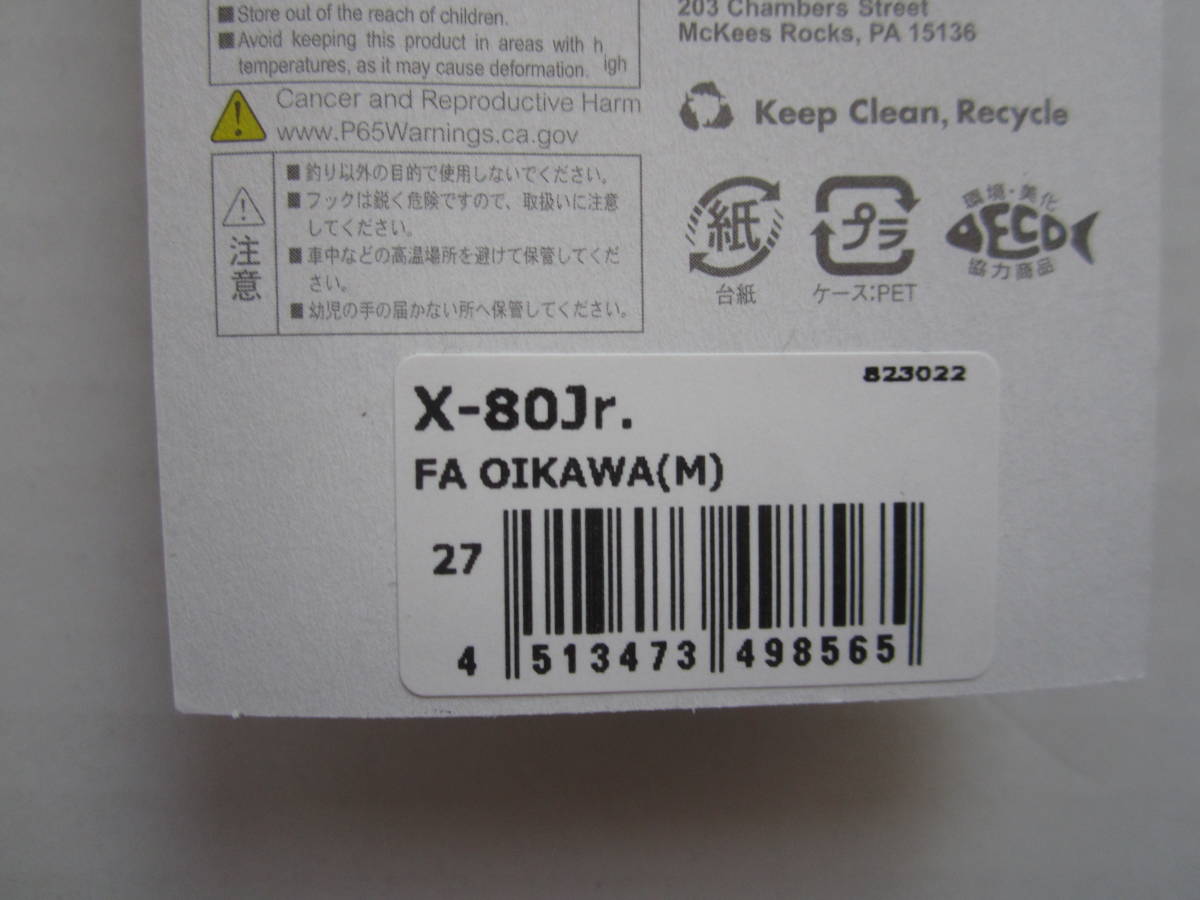 ■ Store out of the reach of children.
■ Avoid keeping this product in areas with high
temperatures, as it may cause deformation.
Cancer and Reproductive Harm
www.P65Warnings.ca.gov
注意
■ 釣り以外の目的で使用しないでください。
■ フックは鋭く危険ですので、取扱いに注意
してください。
■ 車中などの高温場所を避けて保管してくだ
さい。
■ 幼児の手の届かない所へ保管してください。
203 Chambers Street
McKees Rocks, PA 15136
Keep Clean, Recycle
紙
台紙
プラ
ケース:PET
環境・美化
ECO
協力商品
823022
X-80Jr.
FA OIKAWA(M)
27
4 513473 498565